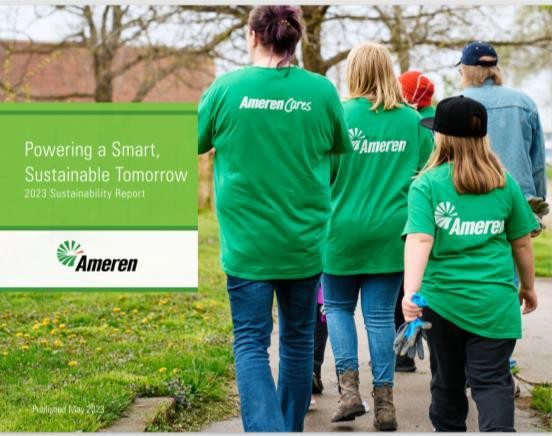 Ameren Cares
Ameren
Ameren
Powering a Smart,
Sustainable Tomorrow
2023 Sustainability Report
Ameren
Published May 2023